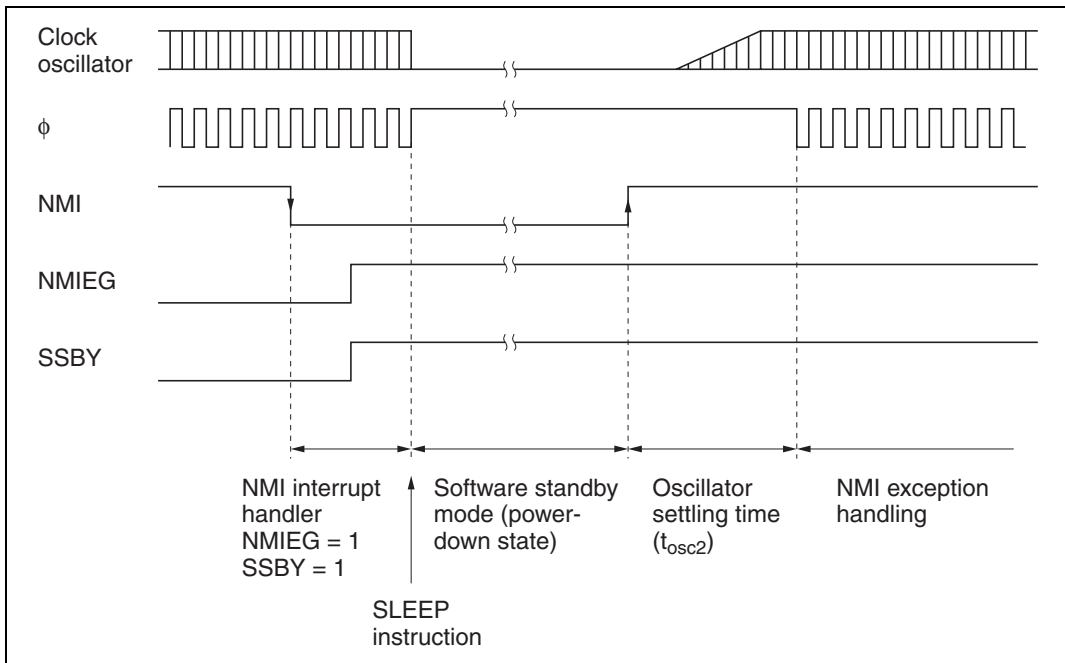 Clock
oscillator
ϕ
NMI
NMIEG
SSBY
NMI interrupt
handler
NMIEG = 1
SSBY = 1
Software standby
mode (power-
down state)
Oscillator
settling time
(tosc2)
NMI exception
handling
SLEEP
instruction